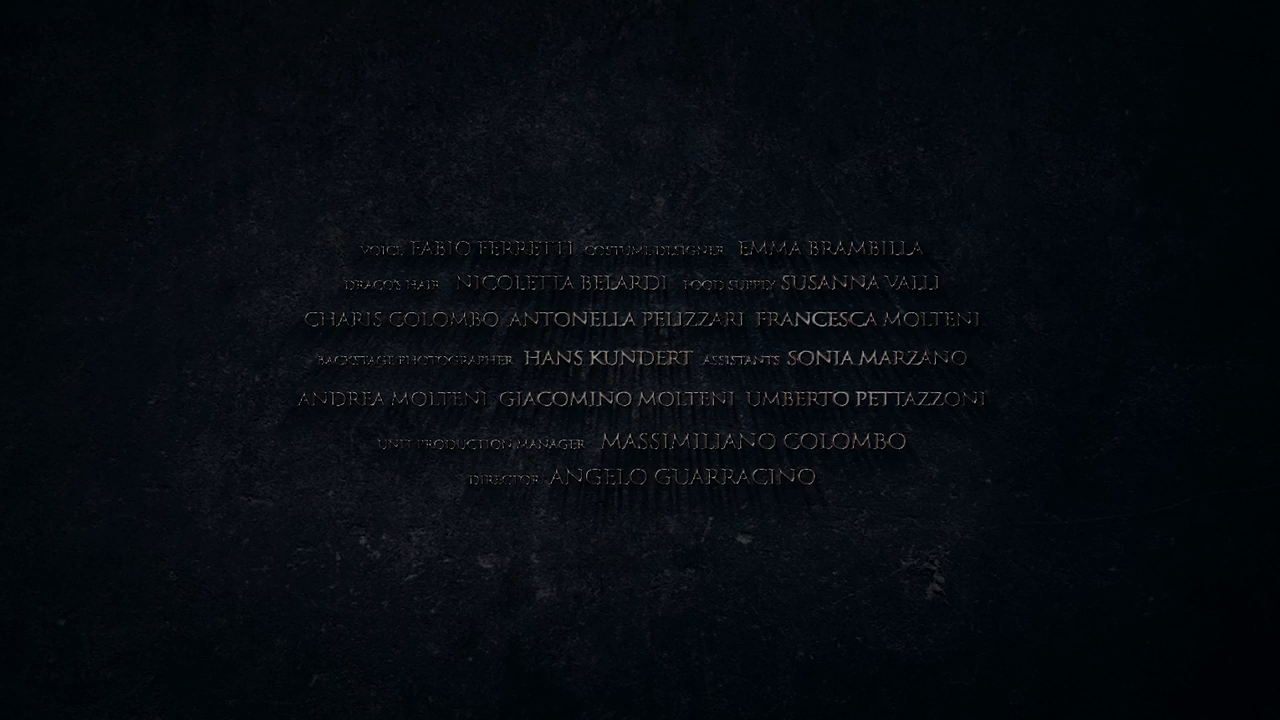 VOICE FABIO FERRETTI COSTUME DESIGNER EMMA BRAMBILLA
DRACO'S HAIR NICOLETTA BELARDI FOOD SUPPLY SUSANNA VALLI
CHARIS COLOMBO ANTONELLA PELIZZARI FRANCESCA MOLTENI
BACKSTAGE PHOTOGRAPHER HANS KUNDERT ASSISTANTS SONIA MARZANO
ANDREA MOLTENI GIACOMINO MOLTENI UMBERTO PETTAZZONI
UNIT PRODUCTION MANAGER MASSIMILIANO COLOMBO
DIRECTOR ANGELO GUARRACINO